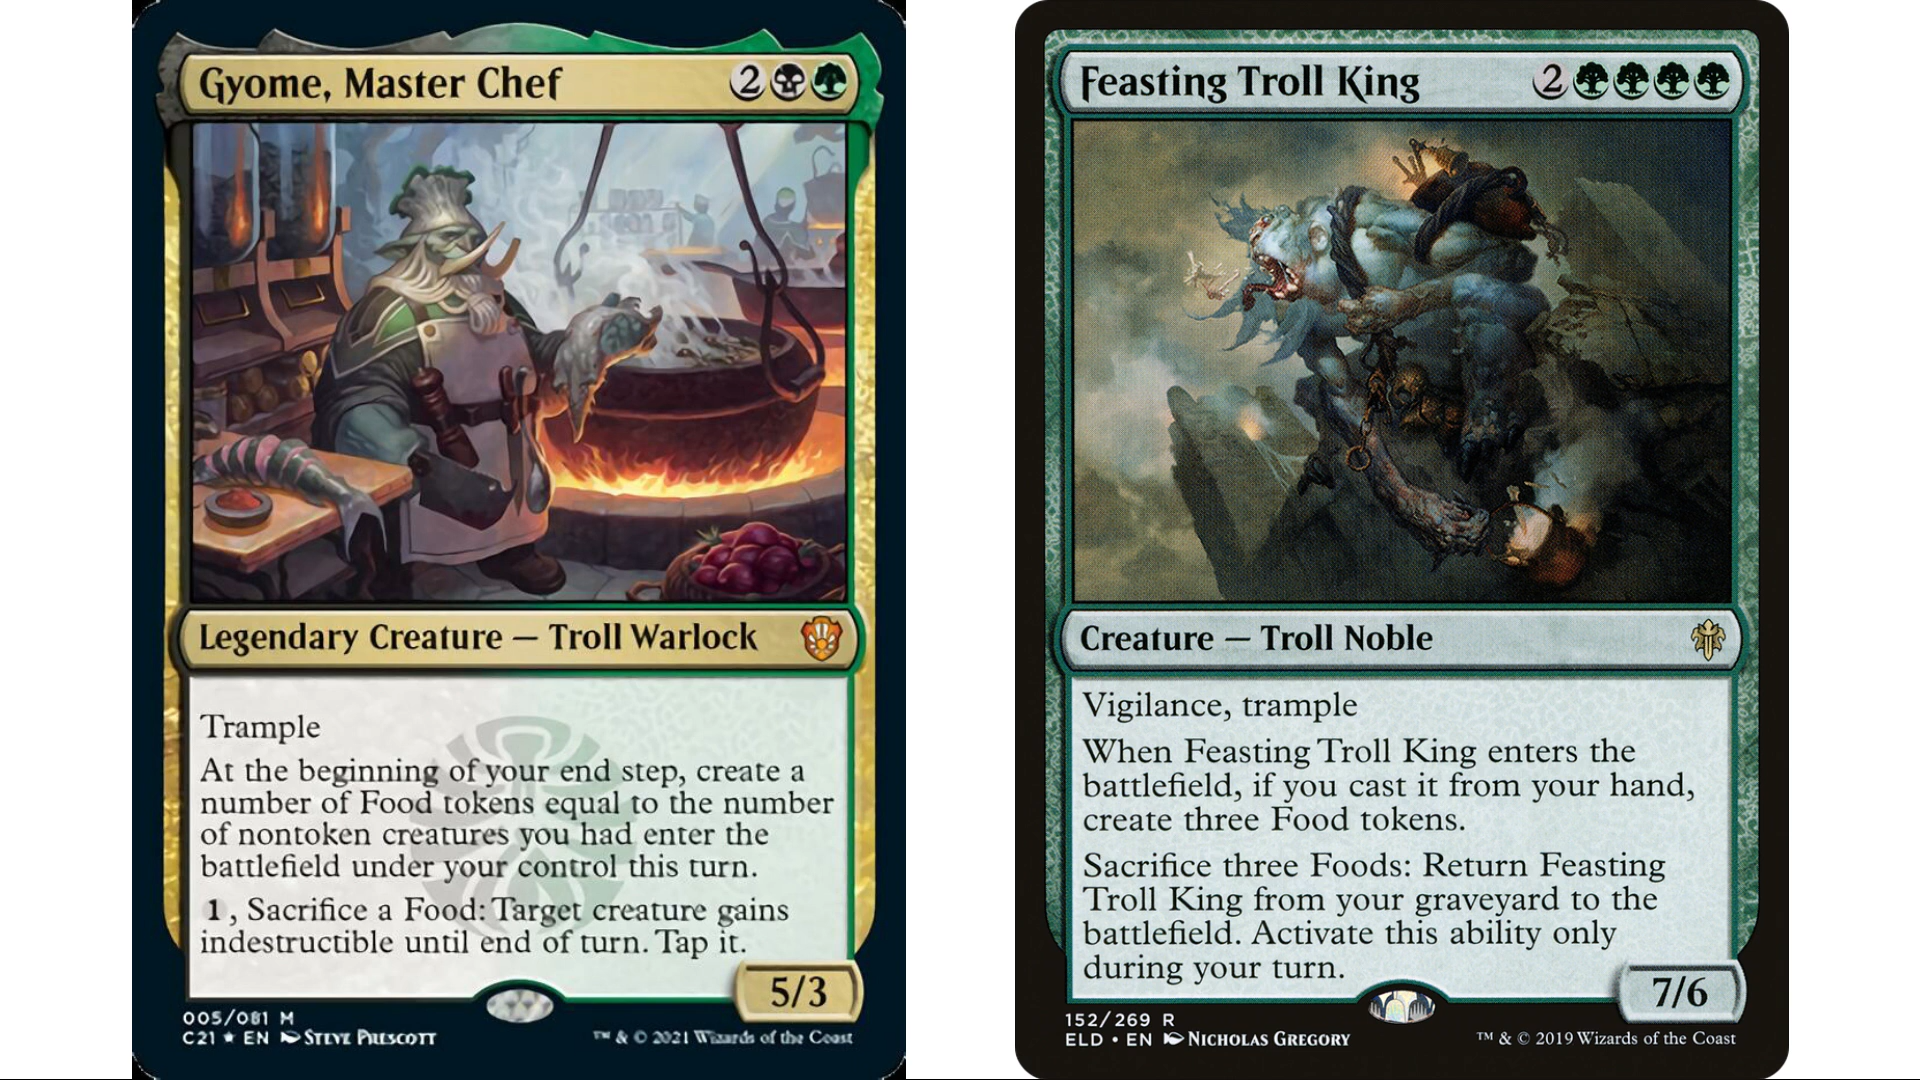 Gyome, Master Chef
2
Legendary Creature — Troll Warlock
Trample
At the beginning of your end step, create a
number of Food tokens equal to the number
of nontoken creatures you had enter the
battlefield under your control this turn.
1, Sacrifice a Food: Target creature gains
indestructible until end of turn. Tap it.
5/3
005/081 M
C21 ★ EN Steve Prescott
™ & © 2021 Wizards of the Coast
Feasting Troll King
2
Creature — Troll Noble
Vigilance, trample
When Feasting Troll King enters the
battlefield, if you cast it from your hand,
create three Food tokens.
Sacrifice three Foods: Return Feasting
Troll King from your graveyard to the
battlefield. Activate this ability only
during your turn.
7/6
152/269 R
ELD • EN Nicholas Gregory
™ & © 2019 Wizards of the Coast